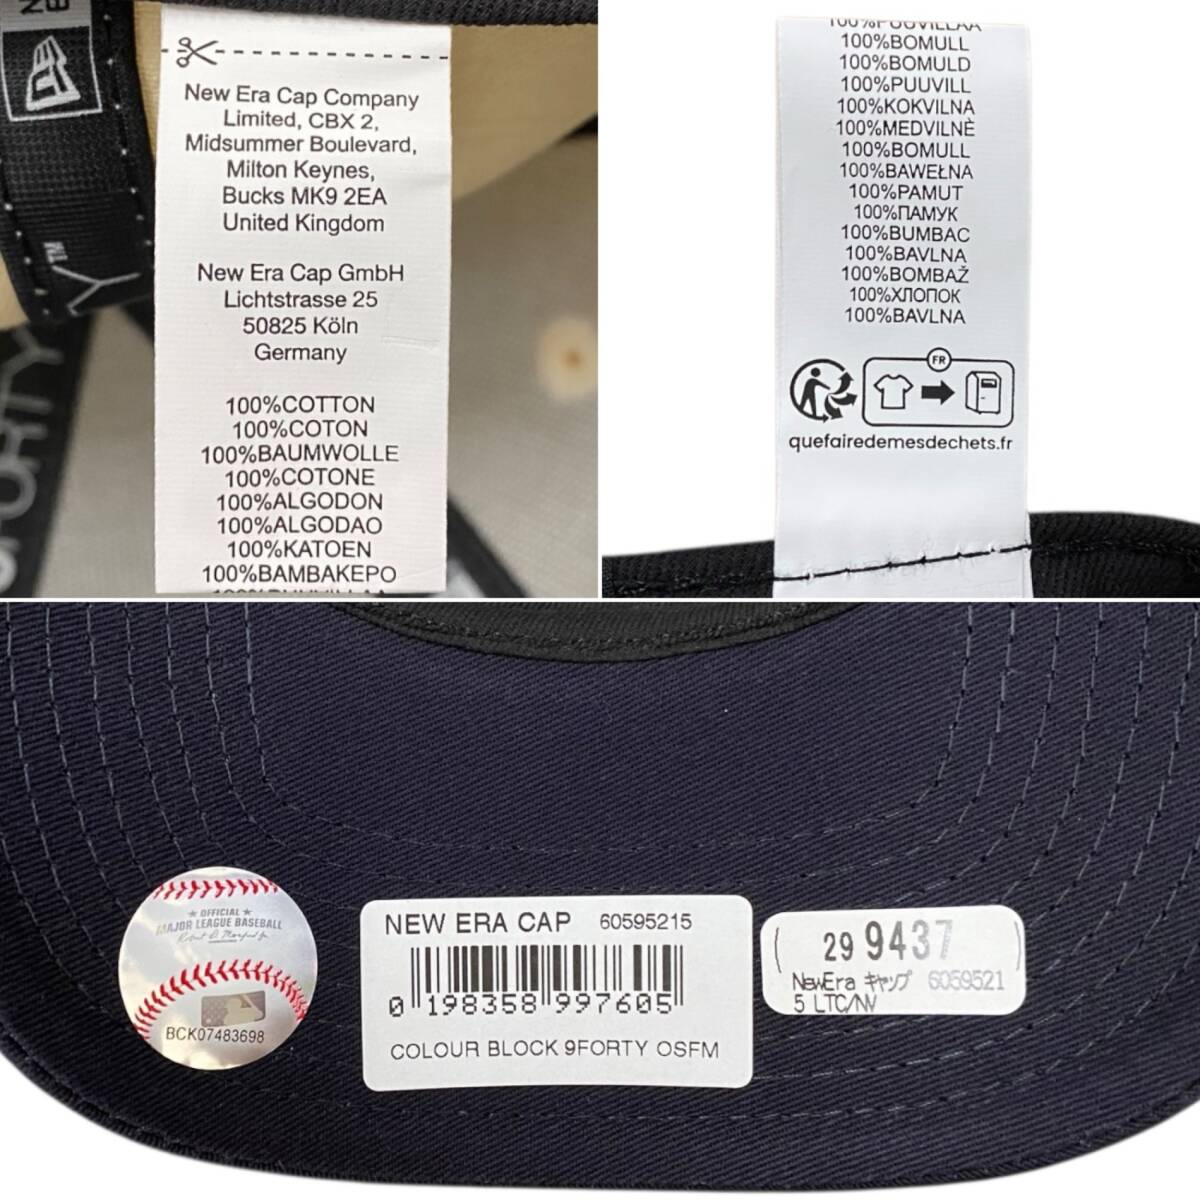 New Era Cap Company
Limited, CBX 2,
Midsummer Boulevard,
Milton Keynes,
Bucks MK9 2EA
United Kingdom
New Era Cap GmbH
Lichtstrasse 25
50825 Köln
Germany
100%COTTON
100%COTON
100%BAUMWOLLE
100%COTONE
100%ALGODON
100%ALGODAO
100%KATOEN
100%BAMBAKEPO
100%PUUVILLAA
100%BOMULL
100%BOMULD
100%PUUVILL
100%KOKVILNA
100%MEDVILNÈ
100%BOMULL
100%BAWEŁNA
100%PAMUT
100%ПАМУК
100%BUMBAC
100%BAVLNA
100%BOMBAŽ
100%ХЛОПОК
100%BAVLNA
FR
quefairedemesdechets.fr
OFFICIAL
MAJOR LEAGUE BASEBALL
BCK07483698
NEW ERA CAP 60595215
0 198358 997605
COLOUR BLOCK 9FORTY OSFM
29 9437
NewEra キャップ 6059521
5 LTC/NV